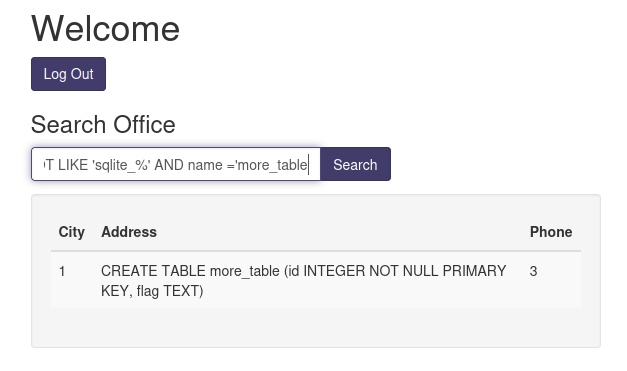 Welcome
Log Out
Search Office
T LIKE 'sqlite_%' AND name ='more_table
Search
City Address Phone
1 CREATE TABLE more_table (id INTEGER NOT NULL PRIMARY 3
KEY, flag TEXT)